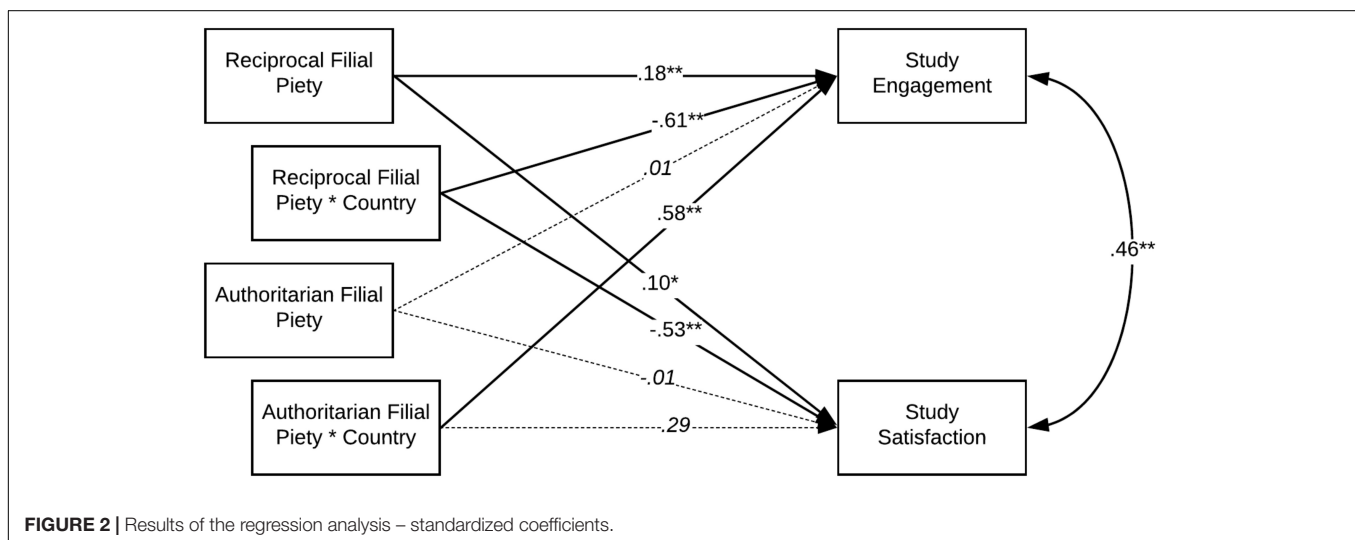 Reciprocal Filial
Piety
Study
Engagement
.18**
-.61**
Reciprocal Filial
Piety * Country
.01
.58**
.46**
Authoritarian Filial
Piety
.10*
-.53**
-.01
Authoritarian Filial
Piety * Country
.29
Study
Satisfaction
FIGURE 2 | Results of the regression analysis – standardized coefficients.